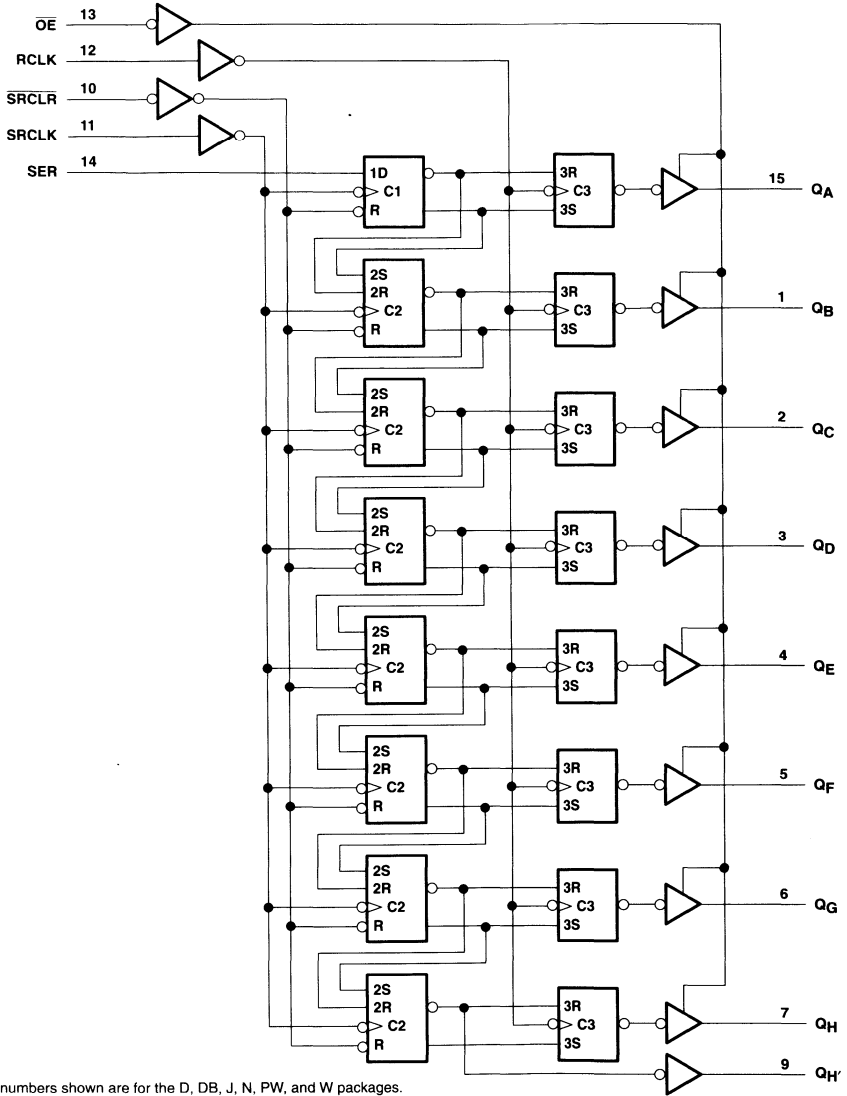 OE 13
RCLK 12
SRCLR 10
SRCLK 11
SER 14
1D 3R
C1 C3 15 QA
R 3S
2S
2R 3R
C2 C3 1 QB
R 3S
2S
2R 3R
C2 C3 2 QC
R 3S
2S
2R 3R
C2 C3 3 QD
R 3S
2S
2R 3R
C2 C3 4 QE
R 3S
2S
2R 3R
C2 C3 5 QF
R 3S
2S
2R 3R
C2 C3 6 QG
R 3S
2S
2R 3R
C2 C3 7 QH
R 3S
9 QH′
numbers shown are for the D, DB, J, N, PW, and W packages.